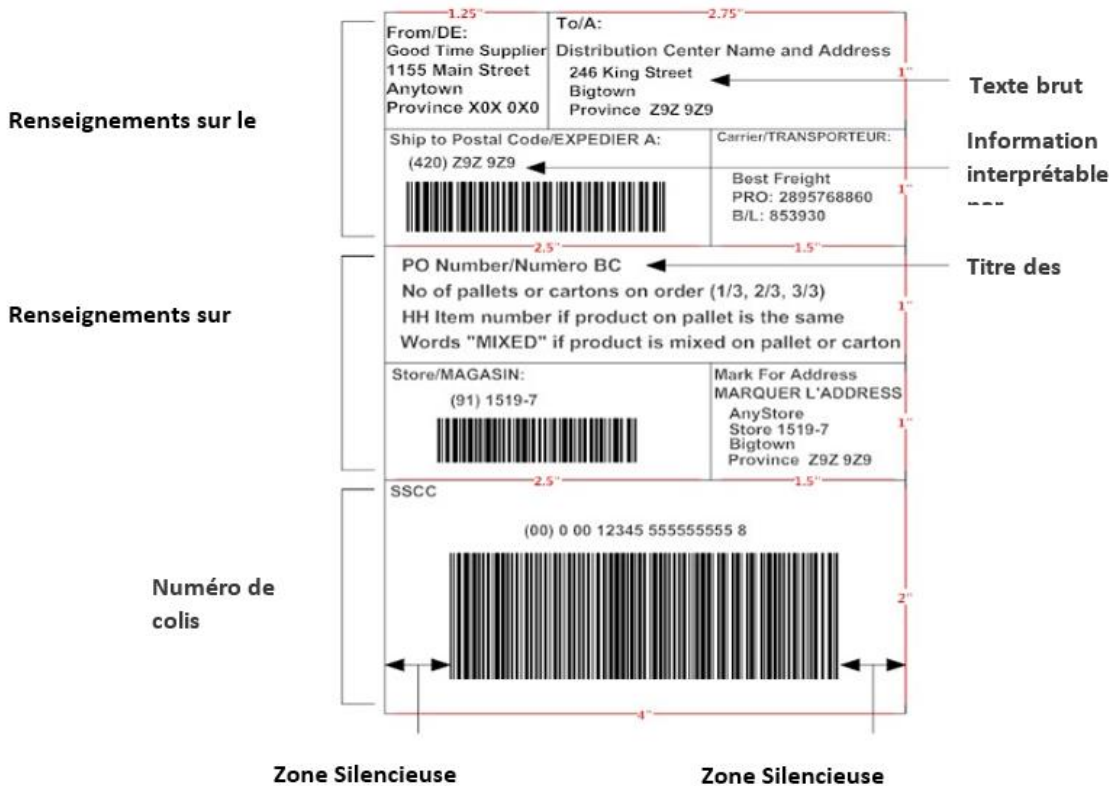 1.25"
2.75"
From/DE:
Good Time Supplier
1155 Main Street
Anytown
Province X0X 0X0
To/A:
Distribution Center Name and Address
246 King Street
Bigtown
Province Z9Z 9Z9
1"
Texte brut
Renseignements sur le
Ship to Postal Code/EXPEDIER A:
(420) Z9Z 9Z9
Carrier/TRANSPORTEUR:
Best Freight
PRO: 2895768860
B/L: 853930
1"
Information
interprétable
2.5"
1.5"
PO Number/Numero BC
No of pallets or cartons on order (1/3, 2/3, 3/3)
HH Item number if product on pallet is the same
Words "MIXED" if product is mixed on pallet or carton
1"
Titre des
Renseignements sur
Store/MAGASIN:
(91) 1519-7
Mark For Address
MARQUER L'ADDRESS
AnyStore
Store 1519-7
Bigtown
Province Z9Z 9Z9
1"
2.5"
1.5"
SSCC
(00) 0 00 12345 5555555555 8
Numéro de
colis
2"
4"
Zone Silencieuse
Zone Silencieuse